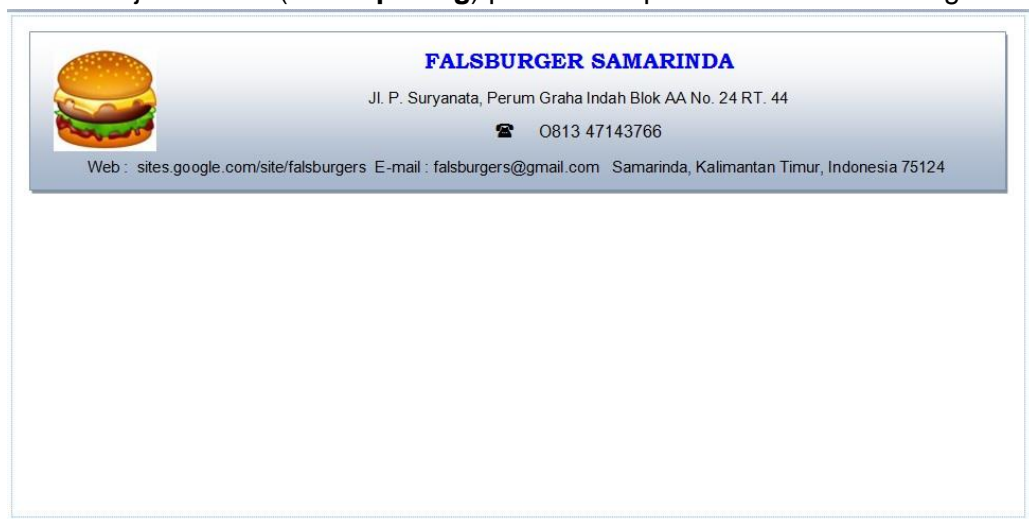 FALSBURGER SAMARINDA
Jl. P. Suryanata, Perum Graha Indah Blok AA No. 24 RT. 44
☎ O813 47143766
Web : sites.google.com/site/falsburgers E-mail : falsburgers@gmail.com Samarinda, Kalimantan Timur, Indonesia 75124